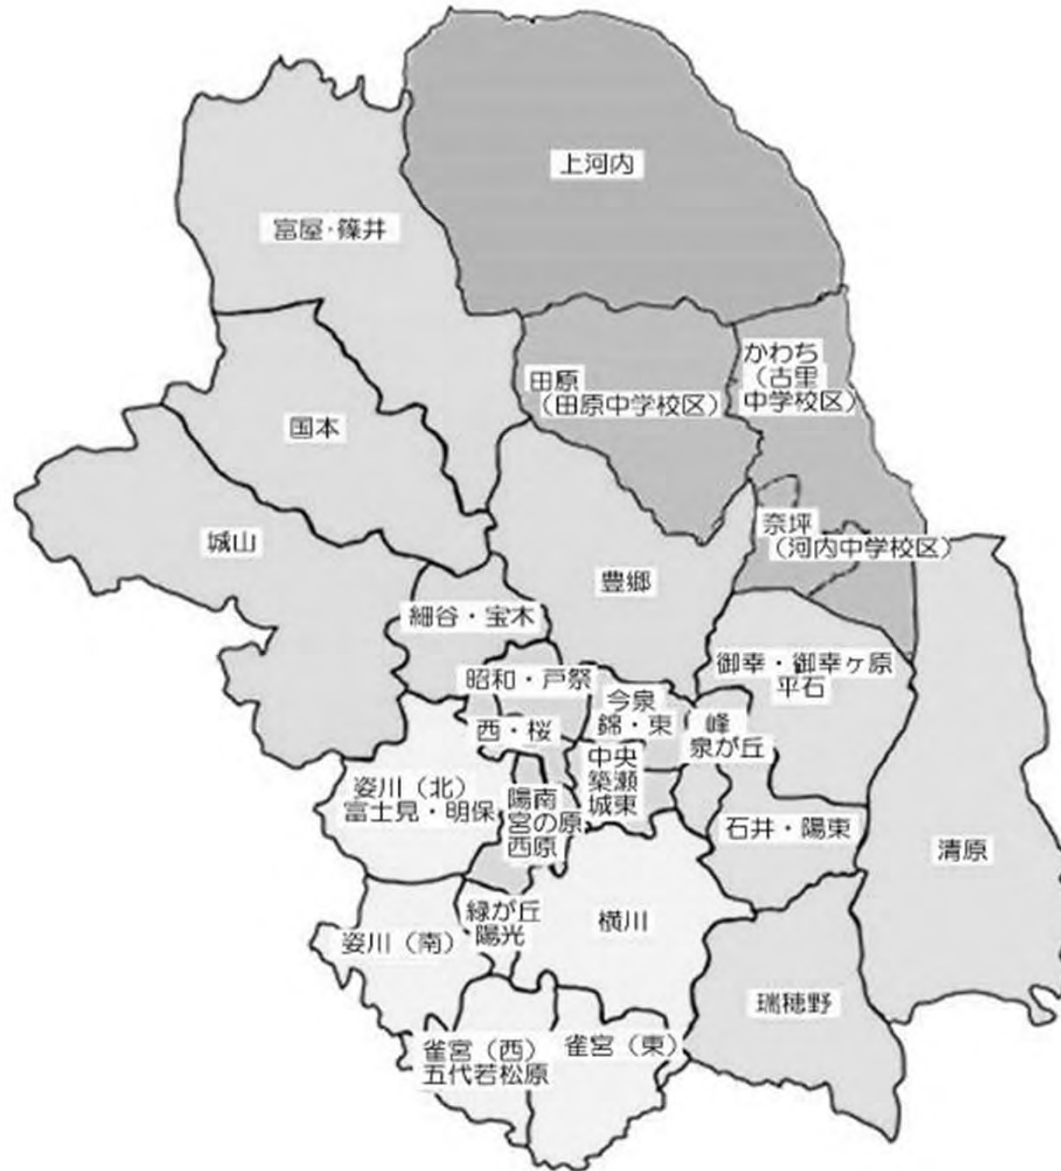 上河内
富屋・篠井
かわち
（古里
中学校区）
田原
（田原中学校区）
国本
奈坪
（河内中学校区）
城山
豊郷
細谷・宝木
御幸・御幸ヶ原
平石
昭和・戸祭
今泉
錦・東
峰
泉が丘
西・桜
中央
築瀬
城東
姿川（北）
富士見・明保
陽南
宮の原
西原
石井・陽東
清原
緑が丘
陽光
横川
姿川（南）
瑞穂野
雀宮（西）
五代若松原
雀宮（東）